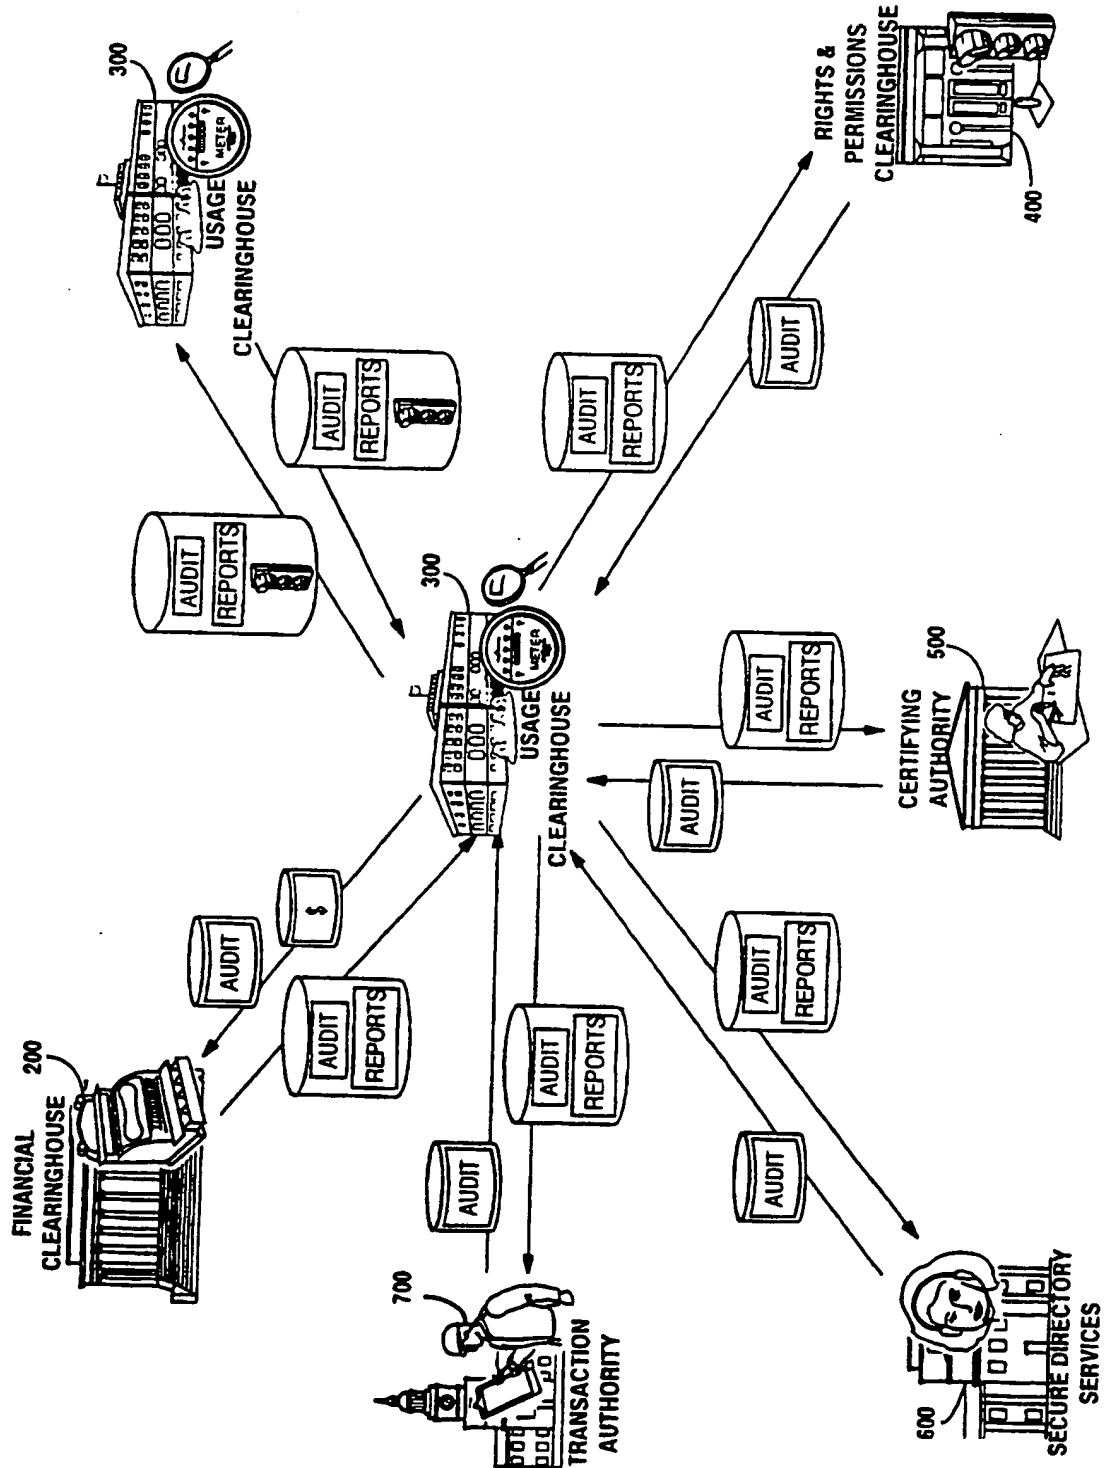 FINANCIAL
CLEARINGHOUSE
200
300
METER
USAGE
CLEARINGHOUSE
AUDIT
REPORTS
AUDIT
$
AUDIT
REPORTS
AUDIT
REPORTS
700
TRANSACTION
AUTHORITY
AUDIT
AUDIT
REPORTS
300
METER
USAGE
CLEARINGHOUSE
AUDIT
REPORTS
AUDIT
RIGHTS &
PERMISSIONS
CLEARINGHOUSE
400
AUDIT
AUDIT
REPORTS
AUDIT
AUDIT
REPORTS
600
SECURE DIRECTORY
SERVICES
CERTIFYING
AUTHORITY
500